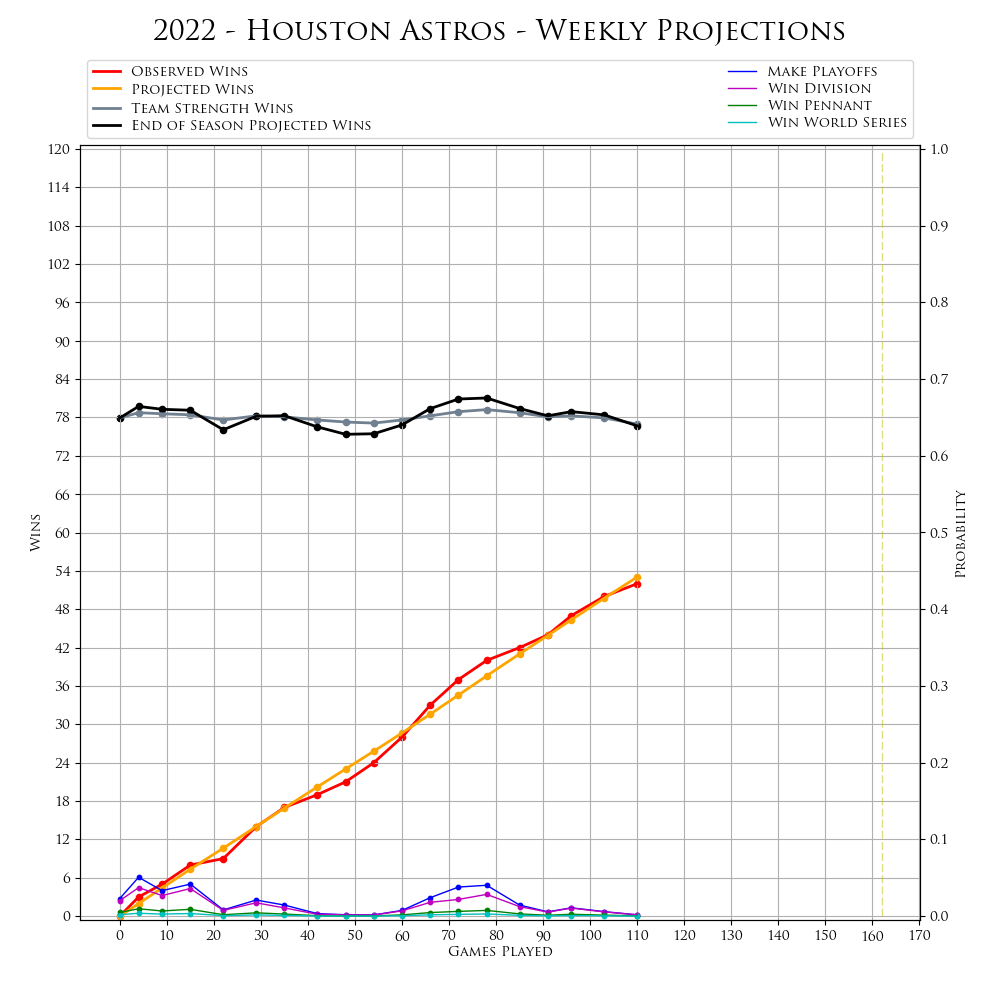 2022 - Houston Astros - Weekly Projections
Observed Wins
Projected Wins
Team Strength Wins
End of Season Projected Wins
Make Playoffs
Win Division
Win Pennant
Win World Series
120
114
108
102
96
90
84
78
72
66
60
54
48
42
36
30
24
18
12
6
0
Wins
1.0
0.9
0.8
0.7
0.6
0.5
0.4
0.3
0.2
0.1
0.0
Probability
0 10 20 30 40 50 60 70 80 90 100 110 120 130 140 150 160 170
Games Played